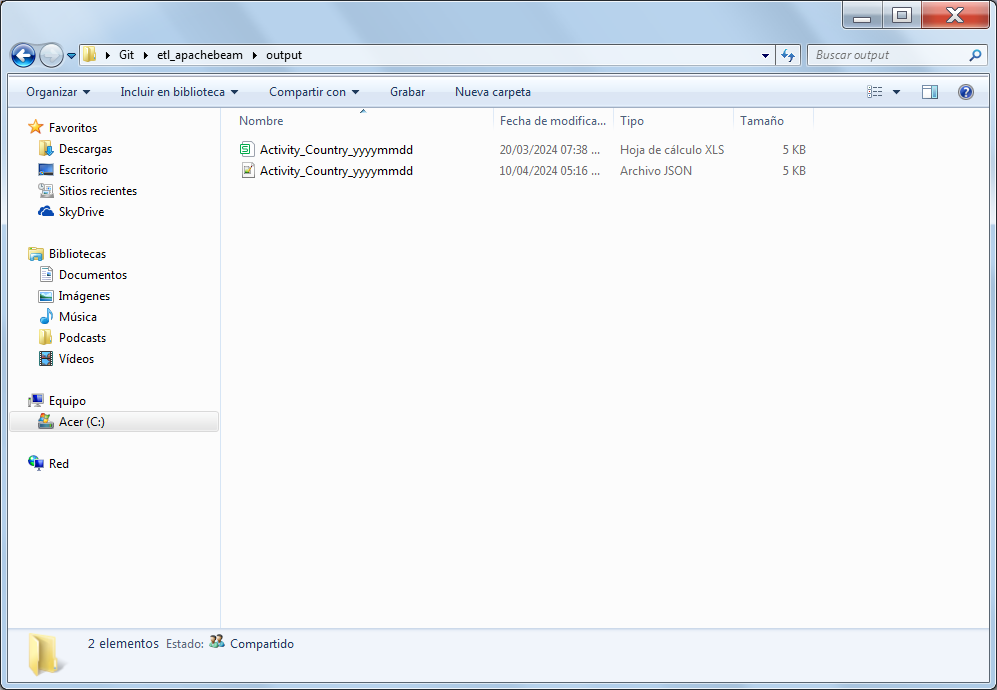 Git etl_apachebeam output
Buscar output
Organizar Incluir en biblioteca Compartir con Grabar Nueva carpeta
Favoritos
Descargas
Escritorio
Sitios recientes
SkyDrive
Bibliotecas
Documentos
Imágenes
Música
Podcasts
Vídeos
Equipo
Acer (C:)
Red
Nombre Fecha de modifica... Tipo Tamaño
Activity_Country_yyyymmdd 20/03/2024 07:38 ... Hoja de cálculo XLS 5 KB
Activity_Country_yyyymmdd 10/04/2024 05:16 ... Archivo JSON 5 KB
2 elementos Estado: Compartido